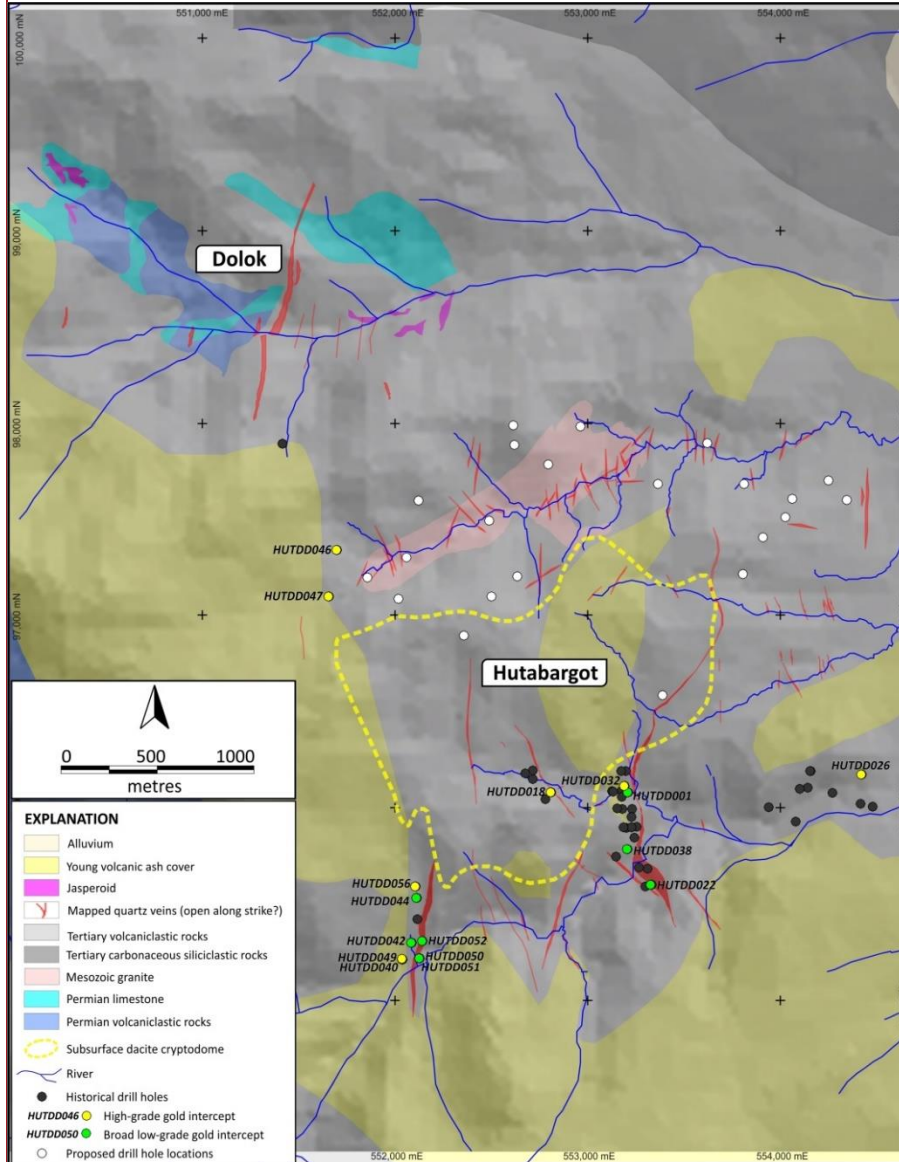 551,000 mE
552,000 mE
553,000 mE
554,000 mE
100,000 mN
99,000 mN
Dolok
98,000 mN
HUTDD046
HUTDD047
97,000 mN
Hutabargot
HUTDD026
HUTDD032
HUTDD018
HUTDD001
HUTDD038
HUTDD056
HUTDD044
HUTDD022
HUTDD042
HUTDD052
HUTDD049
HUTDD050
HUTDD040
HUTDD051
0 500 1000
metres
EXPLANATION
Alluvium
Young volcanic ash cover
Jasperoid
Mapped quartz veins (open along strike?)
Tertiary volcaniclastic rocks
Tertiary carbonaceous siliciclastic rocks
Mesozoic granite
Permian limestone
Permian volcaniclastic rocks
Subsurface dacite cryptodome
River
Historical drill holes
HUTDD046 High-grade gold intercept
HUTDD050 Broad low-grade gold intercept
Proposed drill hole locations
552,000 mE
553,000 mE
554,000 mE